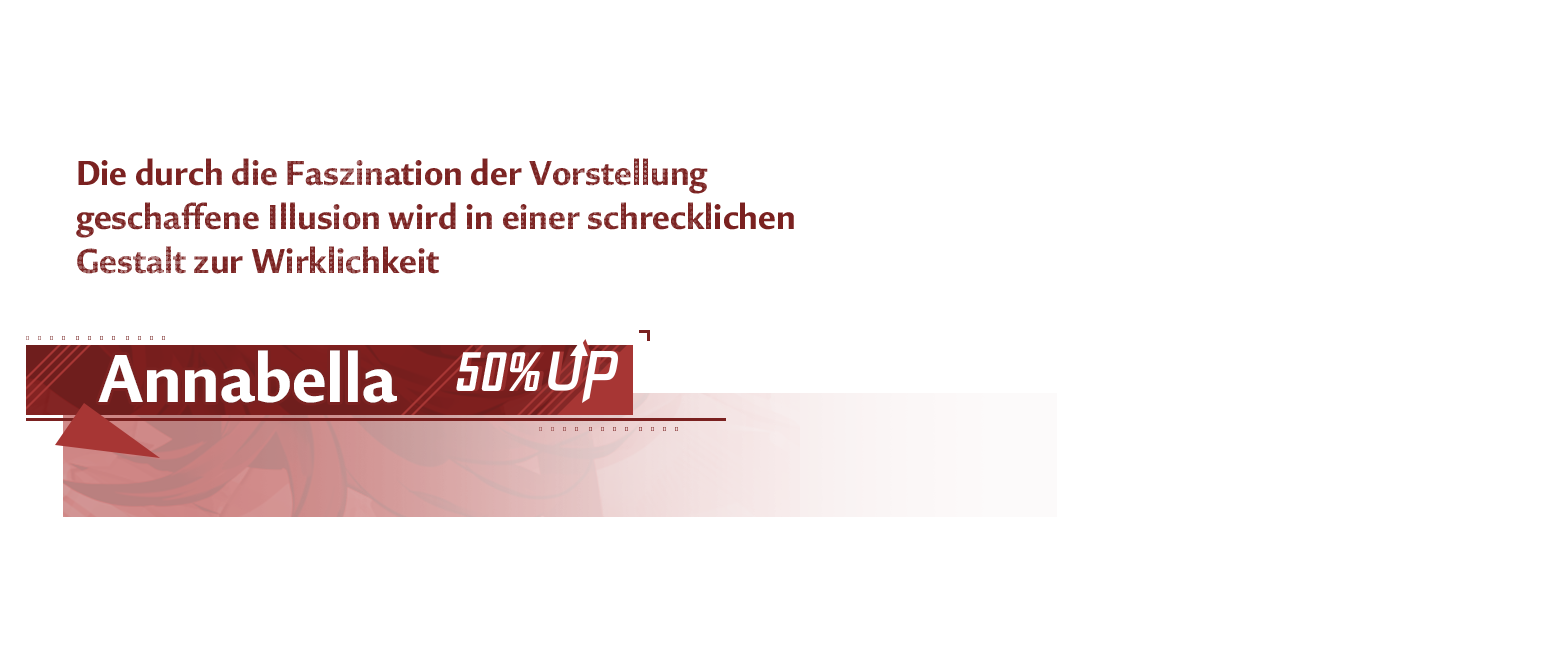 Die durch die Faszination der Vorstellung
geschaffene Illusion wird in einer schrecklichen
Gestalt zur Wirklichkeit
Annabella 50% UP